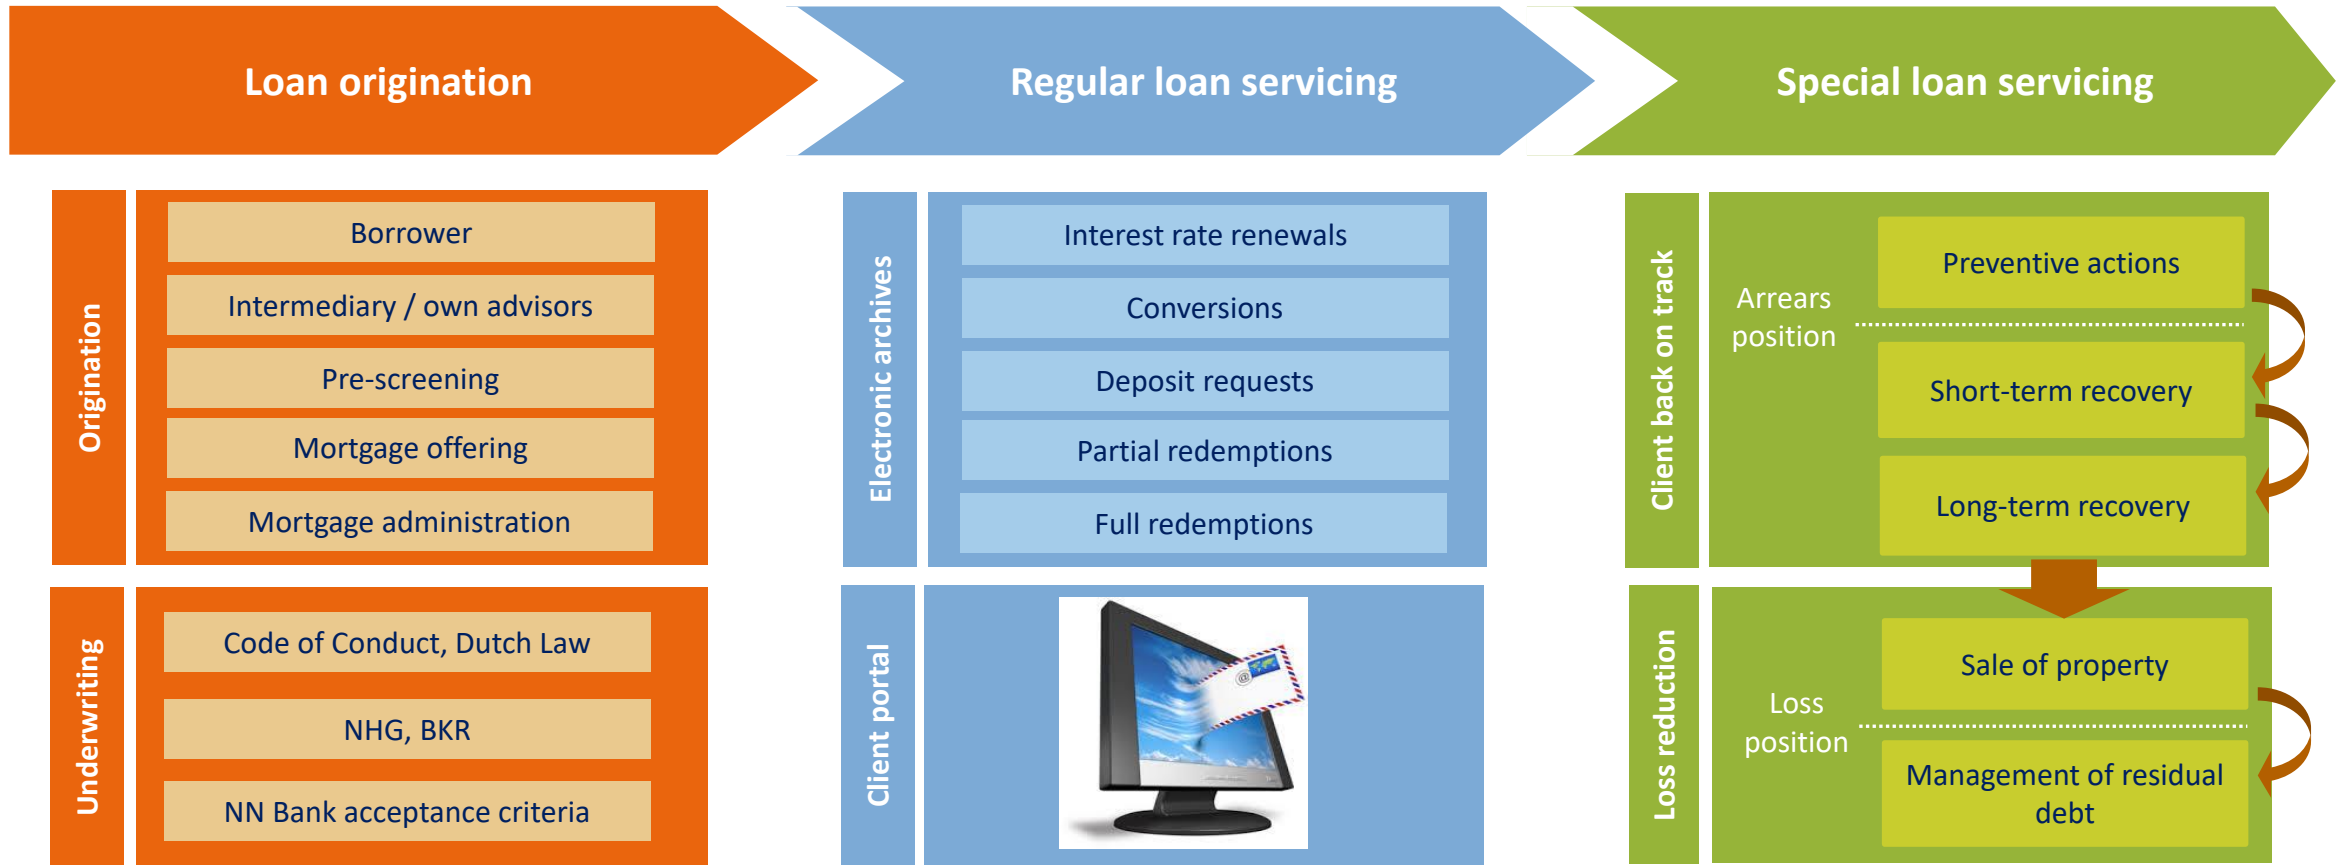 Loan origination
Regular loan servicing
Special loan servicing
Origination
Borrower
Intermediary / own advisors
Pre-screening
Mortgage offering
Mortgage administration
Underwriting
Code of Conduct, Dutch Law
NHG, BKR
NN Bank acceptance criteria
Electronic archives
Interest rate renewals
Conversions
Deposit requests
Partial redemptions
Full redemptions
Client portal
@
Client back on track
Arrears
position
Preventive actions
Short-term recovery
Long-term recovery
Loss reduction
Loss
position
Sale of property
Management of residual
debt